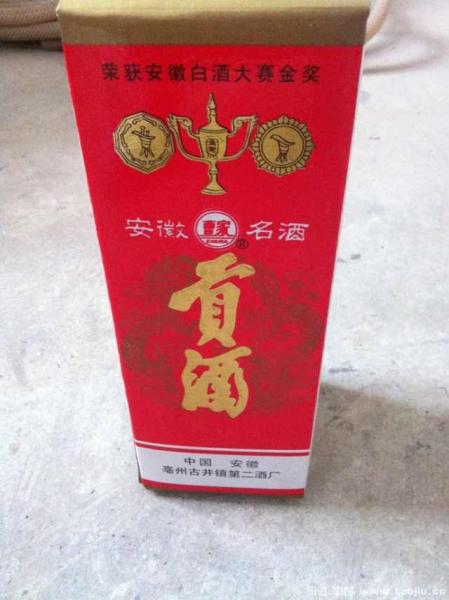 荣获安徽白酒大赛金奖
安徽 名酒
®
贡酒
中国 安徽
亳州古井镇第二酒厂